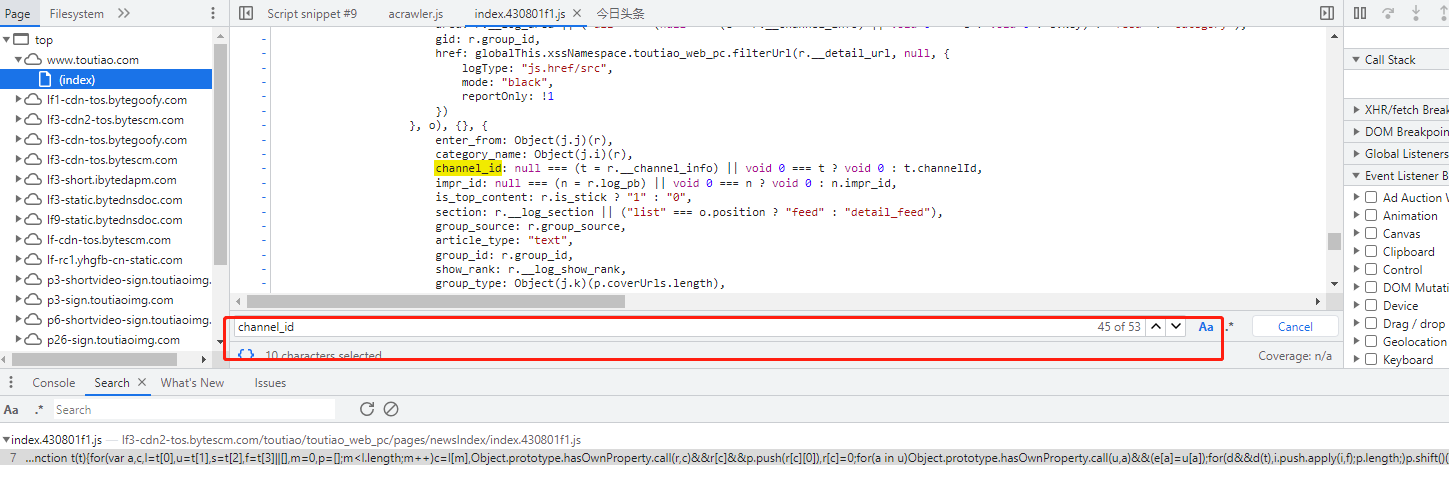 Page Filesystem Script snippet #9 acrawler.js index.430801f1.js 今日头条
top
www.toutiao.com
(index)
lf1-cdn-tos.bytegoofy.com
lf3-cdn2-tos.bytescm.com
lf3-cdn-tos.bytegoofy.com
lf3-cdn-tos.bytescm.com
lf3-short.ibytedapm.com
lf3-static.bytednsdoc.com
lf9-static.bytednsdoc.com
lf-cdn-tos.bytescm.com
lf-rc1.yhgfb-cn-static.com
p3-shortvideo-sign.toutiaoimg.
p3-sign.toutiaoimg.com
p6-shortvideo-sign.toutiaoimg.
p26-sign.toutiaoimg.com
gid: r.group_id,
href: globalThis.xssNamespace.toutiao_web_pc.filterUrl(r.__detail_url, null, {
logType: "js.href/src",
mode: "black",
reportOnly: !1
})
}, o), {}, {
enter_from: Object(j.j)(r),
category_name: Object(j.i)(r),
channel_id: null === (t = r.__channel_info) || void 0 === t ? void 0 : t.channelId,
impr_id: null === (n = r.log_pb) || void 0 === n ? void 0 : n.impr_id,
is_top_content: r.is_stick ? "1" : "0",
section: r.__log_section || ("list" === o.position ? "feed" : "detail_feed"),
group_source: r.group_source,
article_type: "text",
group_id: r.group_id,
show_rank: r.__log_show_rank,
group_type: Object(j.k)(p.coverUrls.length),
channel_id 45 of 53 Aa .* Cancel
{ } 10 characters selected Coverage: n/a
Call Stack
XHR/fetch Break
DOM Breakpoin
Global Listeners
Event Listener B
Ad Auction W
Animation
Canvas
Clipboard
Control
DOM Mutati
Device
Drag / drop
Geolocation
Keyboard
Console Search What's New Issues
Aa .* Search
index.430801f1.js — lf3-cdn2-tos.bytescm.com/toutiao/toutiao_web_pc/pages/newsIndex/index.430801f1.js
7 …nction t(t){for(var a,c,l=t[0],u=t[1],s=t[2],f=t[3]||[],m=0,p=[];m<l.length;m++)c=l[m],Object.prototype.hasOwnProperty.call(r,c)&&r[c]&&p.push(r[c][0]),r[c]=0;for(a in u)Object.prototype.hasOwnProperty.call(u,a)&&(e[a]=u[a]);for(d&&d(t),i.push.apply(i,f);p.length;)p.shift()(